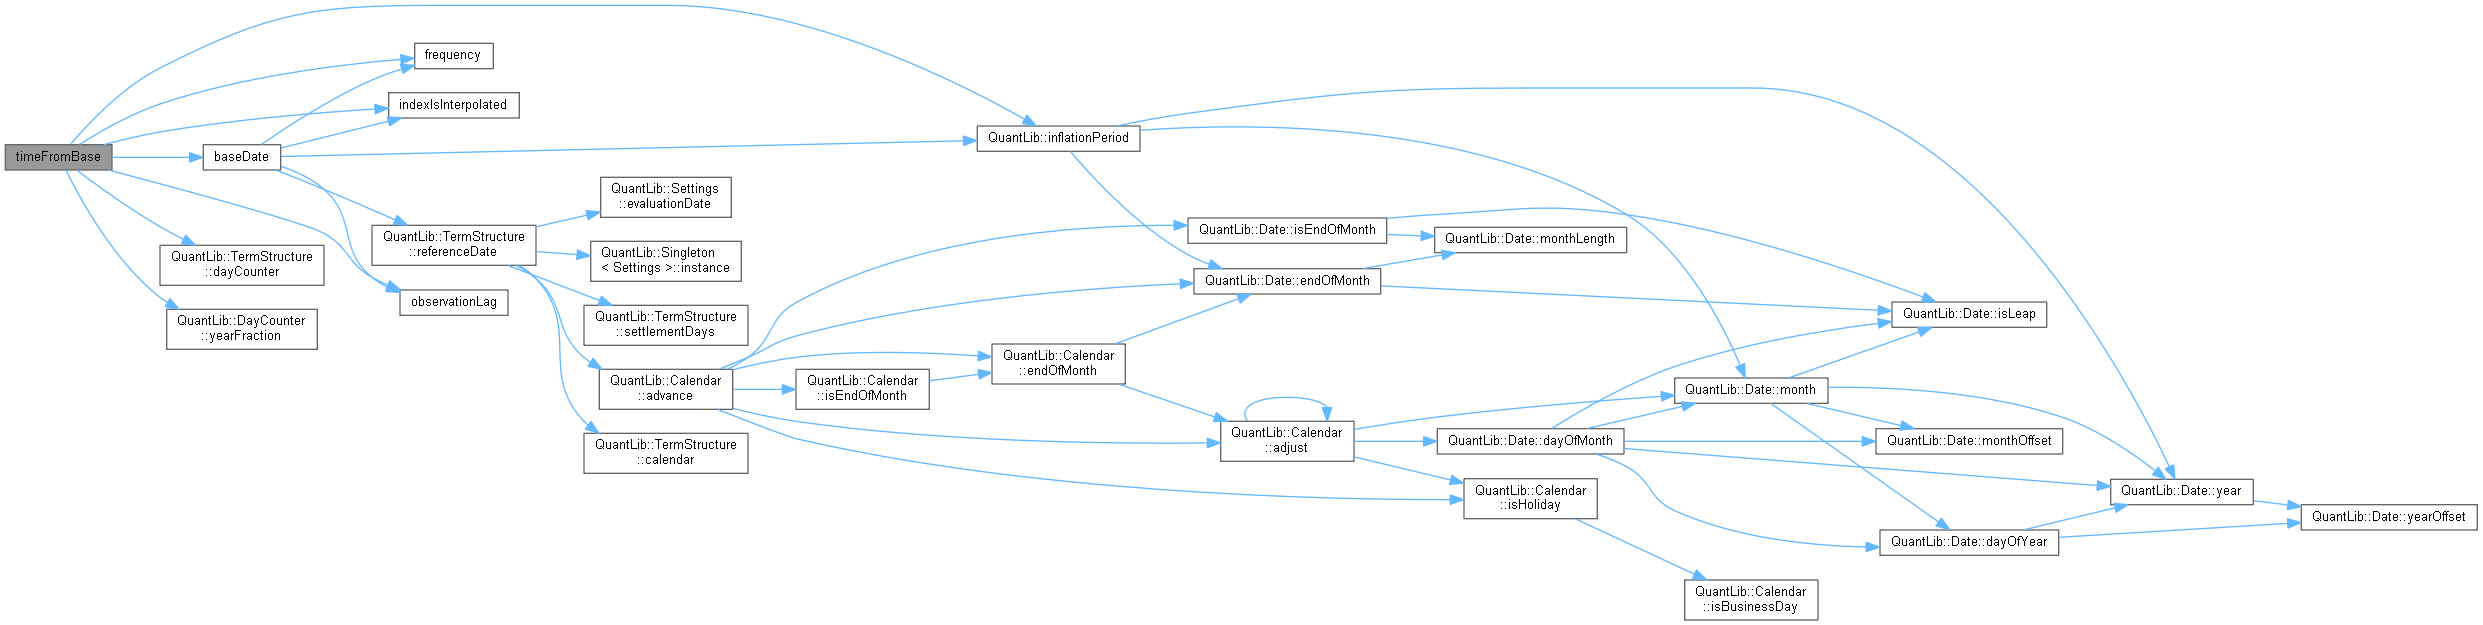 timeFromBase
frequency
indexIsInterpolated
baseDate
QuantLib::TermStructure
::dayCounter
QuantLib::DayCounter
::yearFraction
QuantLib::TermStructure
::referenceDate
observationLag
QuantLib::Settings
::evaluationDate
QuantLib::Singleton
< Settings >::instance
QuantLib::TermStructure
::settlementDays
QuantLib::Calendar
::advance
QuantLib::TermStructure
::calendar
QuantLib::Calendar
::isEndOfMonth
QuantLib::inflationPeriod
QuantLib::Calendar
::endOfMonth
QuantLib::Date::isEndOfMonth
QuantLib::Date::endOfMonth
QuantLib::Calendar
::adjust
QuantLib::Date::monthLength
QuantLib::Date::dayOfMonth
QuantLib::Calendar
::isHoliday
QuantLib::Date::month
QuantLib::Calendar
::isBusinessDay
QuantLib::Date::isLeap
QuantLib::Date::monthOffset
QuantLib::Date::dayOfYear
QuantLib::Date::year
QuantLib::Date::yearOffset